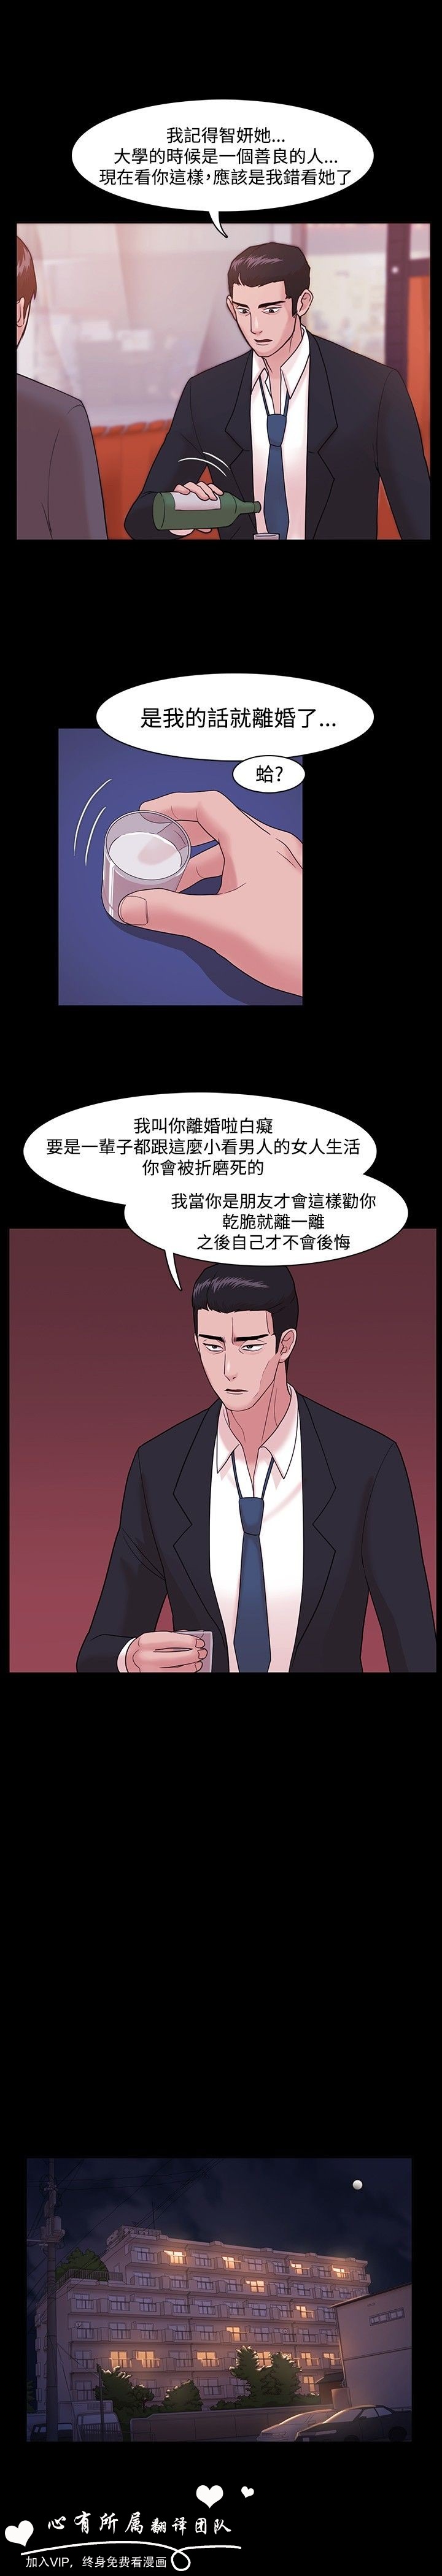 我記得智妍她...
大學的時候是一個善良的人...
現在看你這樣，應該是我錯看她了
是我的話就離婚了...
蛤?
我叫你離婚啦白癡
要是一輩子都跟這麼小看男人的女人生活
你會被折磨死的
我當你是朋友才會這樣勸你
乾脆就離一離
之後自己才不會後悔
心有所属翻译团队
加入VIP，终身免费看漫画